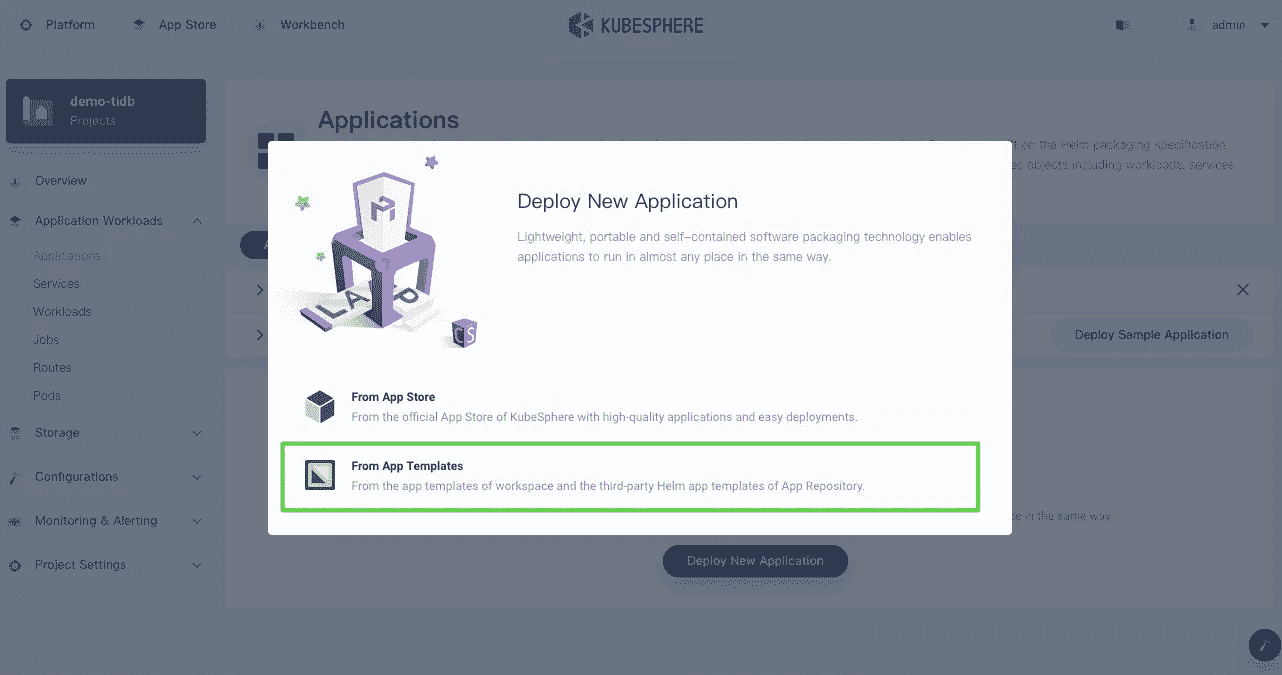 Platform
App Store
Workbench
KUBESPHERE
admin
demo-tidb
Projects
Overview
Application Workloads
Applications
Services
Workloads
Jobs
Routes
Pods
Storage
Configurations
Monitoring & Alerting
Project Settings
Applications
on the Helm packaging specification
objects including workloads, services
A
Deploy Sample Application
Deploy New Application
Lightweight, portable and self-contained software packaging technology enables
applications to run in almost any place in the same way.
From App Store
From the official App Store of KubeSphere with high-quality applications and easy deployments.
From App Templates
From the app templates of workspace and the third-party Helm app templates of App Repository.
in the same way
Deploy New Application